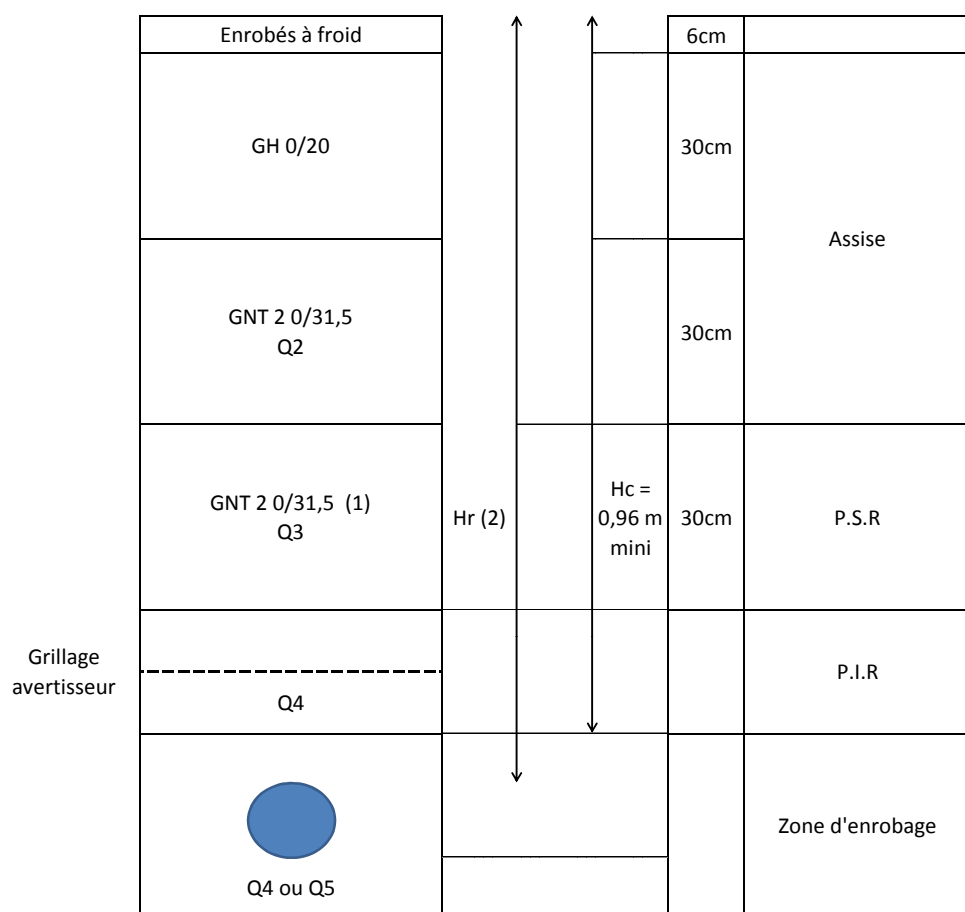 Enrobés à froid
6cm
GH 0/20
30cm
Assise
GNT 2 0/31,5
Q2
30cm
GNT 2 0/31,5 (1)
Q3
Hr (2)
Hc =
0,96 m
mini
30cm
P.S.R
Grillage
avertisseur
Q4
P.I.R
Q4 ou Q5
Zone d'enrobage